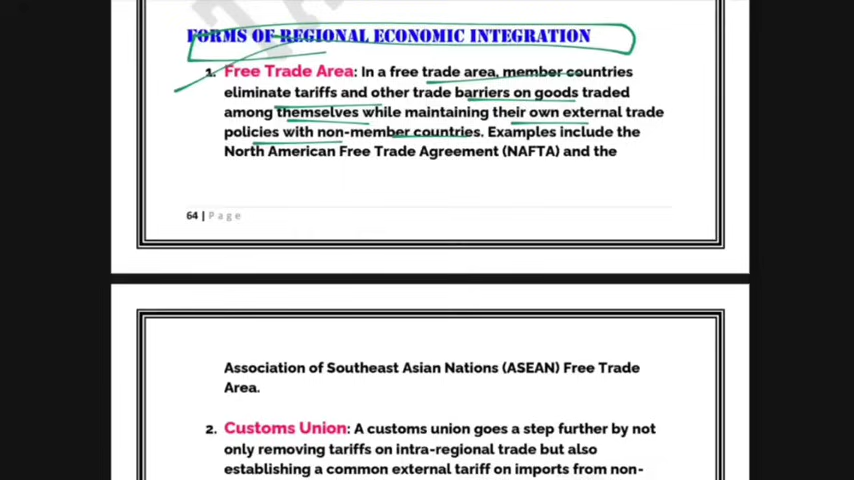 FORMS OF REGIONAL ECONOMIC INTEGRATION
1. Free Trade Area: In a free trade area, member countries
eliminate tariffs and other trade barriers on goods traded
among themselves while maintaining their own external trade
policies with non-member countries. Examples include the
North American Free Trade Agreement (NAFTA) and the
64 | Page
Association of Southeast Asian Nations (ASEAN) Free Trade
Area.
2. Customs Union: A customs union goes a step further by not
only removing tariffs on intra-regional trade but also
establishing a common external tariff on imports from non-